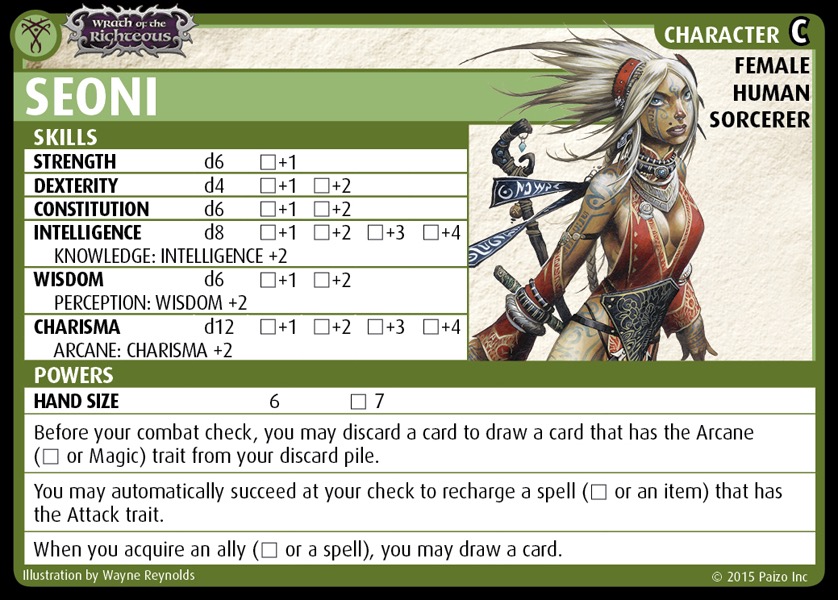 WRATH OF THE
RIGHTEOUS
CHARACTER C
FEMALE
HUMAN
SORCERER
SEONI
SKILLS
STRENGTH d6 □+1
DEXTERITY d4 □+1 □+2
CONSTITUTION d6 □+1 □+2
INTELLIGENCE d8 □+1 □+2 □+3 □+4
KNOWLEDGE: INTELLIGENCE +2
WISDOM d6 □+1 □+2
PERCEPTION: WISDOM +2
CHARISMA d12 □+1 □+2 □+3 □+4
ARCANE: CHARISMA +2
POWERS
HAND SIZE 6 □ 7
Before your combat check, you may discard a card to draw a card that has the Arcane
(□ or Magic) trait from your discard pile.
You may automatically succeed at your check to recharge a spell (□ or an item) that has
the Attack trait.
When you acquire an ally (□ or a spell), you may draw a card.
Illustration by Wayne Reynolds
© 2015 Paizo Inc